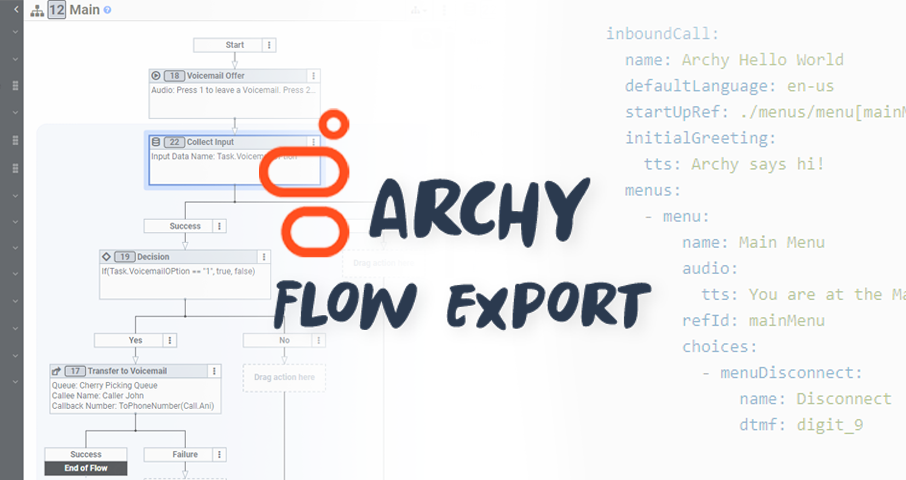 12 Main
Start
18 Voicemail Offer
Audio: Press 1 to leave a Voicemail. Press 2...
22 Collect Input
Input Data Name:
Success
19 Decision
If(Task.VoicemailOPtion == "1", true, false)
Drag action here
Yes
No
17 Transfer to Voicemail
Queue: Cherry Picking Queue
Callee Name: Caller John
Callback Number: ToPhoneNumber(Call.Ani)
Drag action here
Success
Failure
End of Flow
ARCHY
FLOW EXPORT
inboundCall:
name: Archy Hello World
defaultLanguage: en-us
startUpRef: ./menus/menu[mainM
initialGreeting:
tts: Archy says hi!
menus:
- menu:
name: Main Menu
audio:
tts: You are at the Ma
refId: mainMenu
choices:
- menuDisconnect:
name: Disconnect
dtmf: digit_9